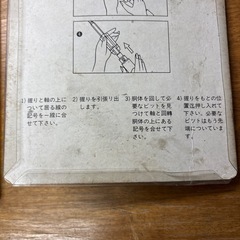 4
1) 握りと軸の上に
ついて居る線の
記号を一線に合
せて下さい。
2) 握りを引張り出
します。
3) 胴体を回して必
要なビットを見
つけて軸と回轉
胴体の上にある
記号を合せて下
さい。
4) 握りをもとの位
置迄押し入れて
下さい。必要な
ビットはもう先
端についていま
す。